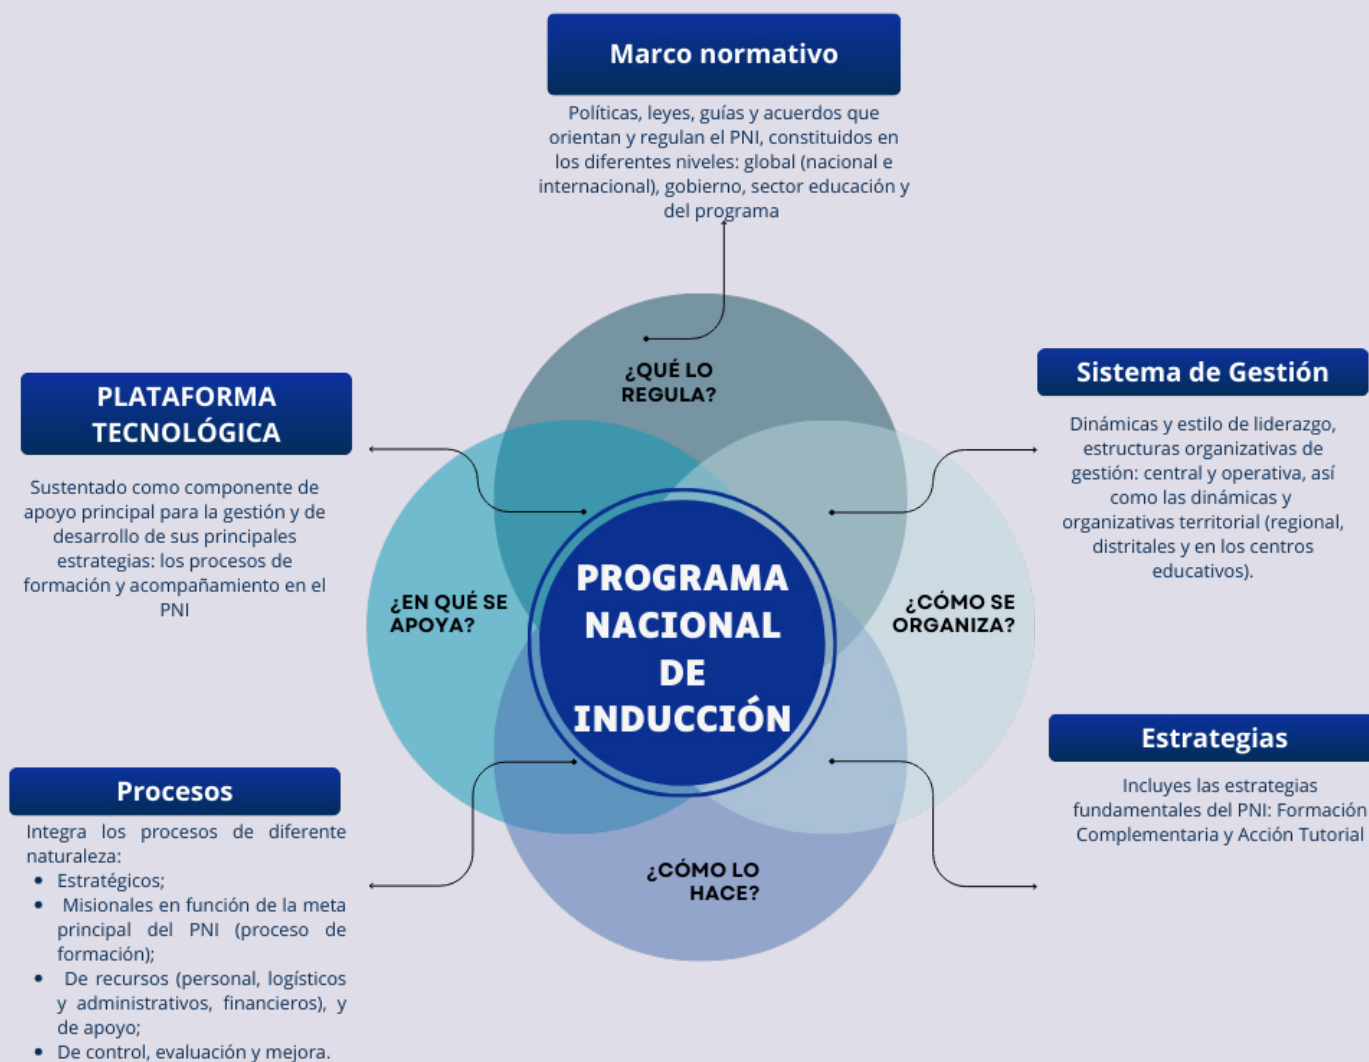 Marco normativo
Políticas, leyes, guías y acuerdos que
orientan y regulan el PNI, constituidos en
los diferentes niveles: global (nacional e
internacional), gobierno, sector educación y
del programa
¿QUÉ LO
REGULA?
PLATAFORMA
TECNOLÓGICA
Sustentado como componente de
apoyo principal para la gestión y de
desarrollo de sus principales
estrategias: los procesos de
formación y acompañamiento en el
PNI
Sistema de Gestión
Dinámicas y estilo de liderazgo,
estructuras organizativas de
gestión: central y operativa, así
como las dinámicas y
organizativas territorial (regional,
distritales y en los centros
educativos).
¿EN QUÉ SE
APOYA?
PROGRAMA
NACIONAL
DE
INDUCCIÓN
¿CÓMO SE
ORGANIZA?
Procesos
Integra los procesos de diferente
naturaleza:
• Estratégicos;
• Misionales en función de la meta
principal del PNI (proceso de
formación);
• De recursos (personal, logísticos
y administrativos, financieros), y
de apoyo;
• De control, evaluación y mejora.
¿CÓMO LO
HACE?
Estrategias
Incluyes las estrategias
fundamentales del PNI: Formación
Complementaria y Acción Tutorial